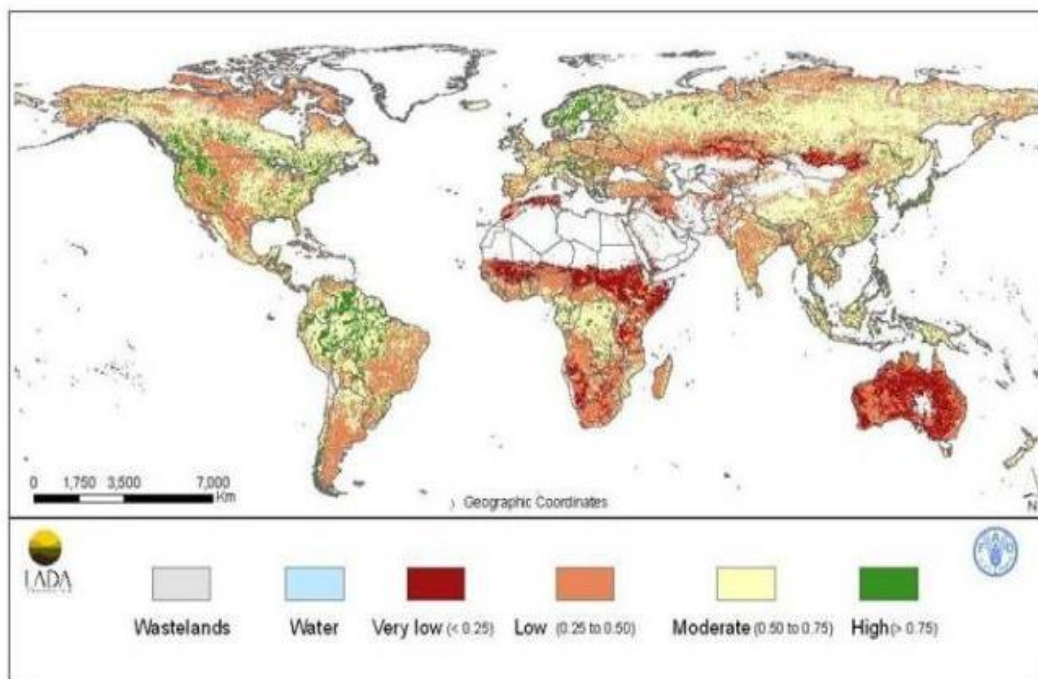 0 1,750 3,500 7,000
Km
Geographic Coordinates
N
LADA
FAO
Wastelands
Water
Very low (< 0.25)
Low (0.25 to 0.50)
Moderate (0.50 to 0.75)
High (> 0.75)